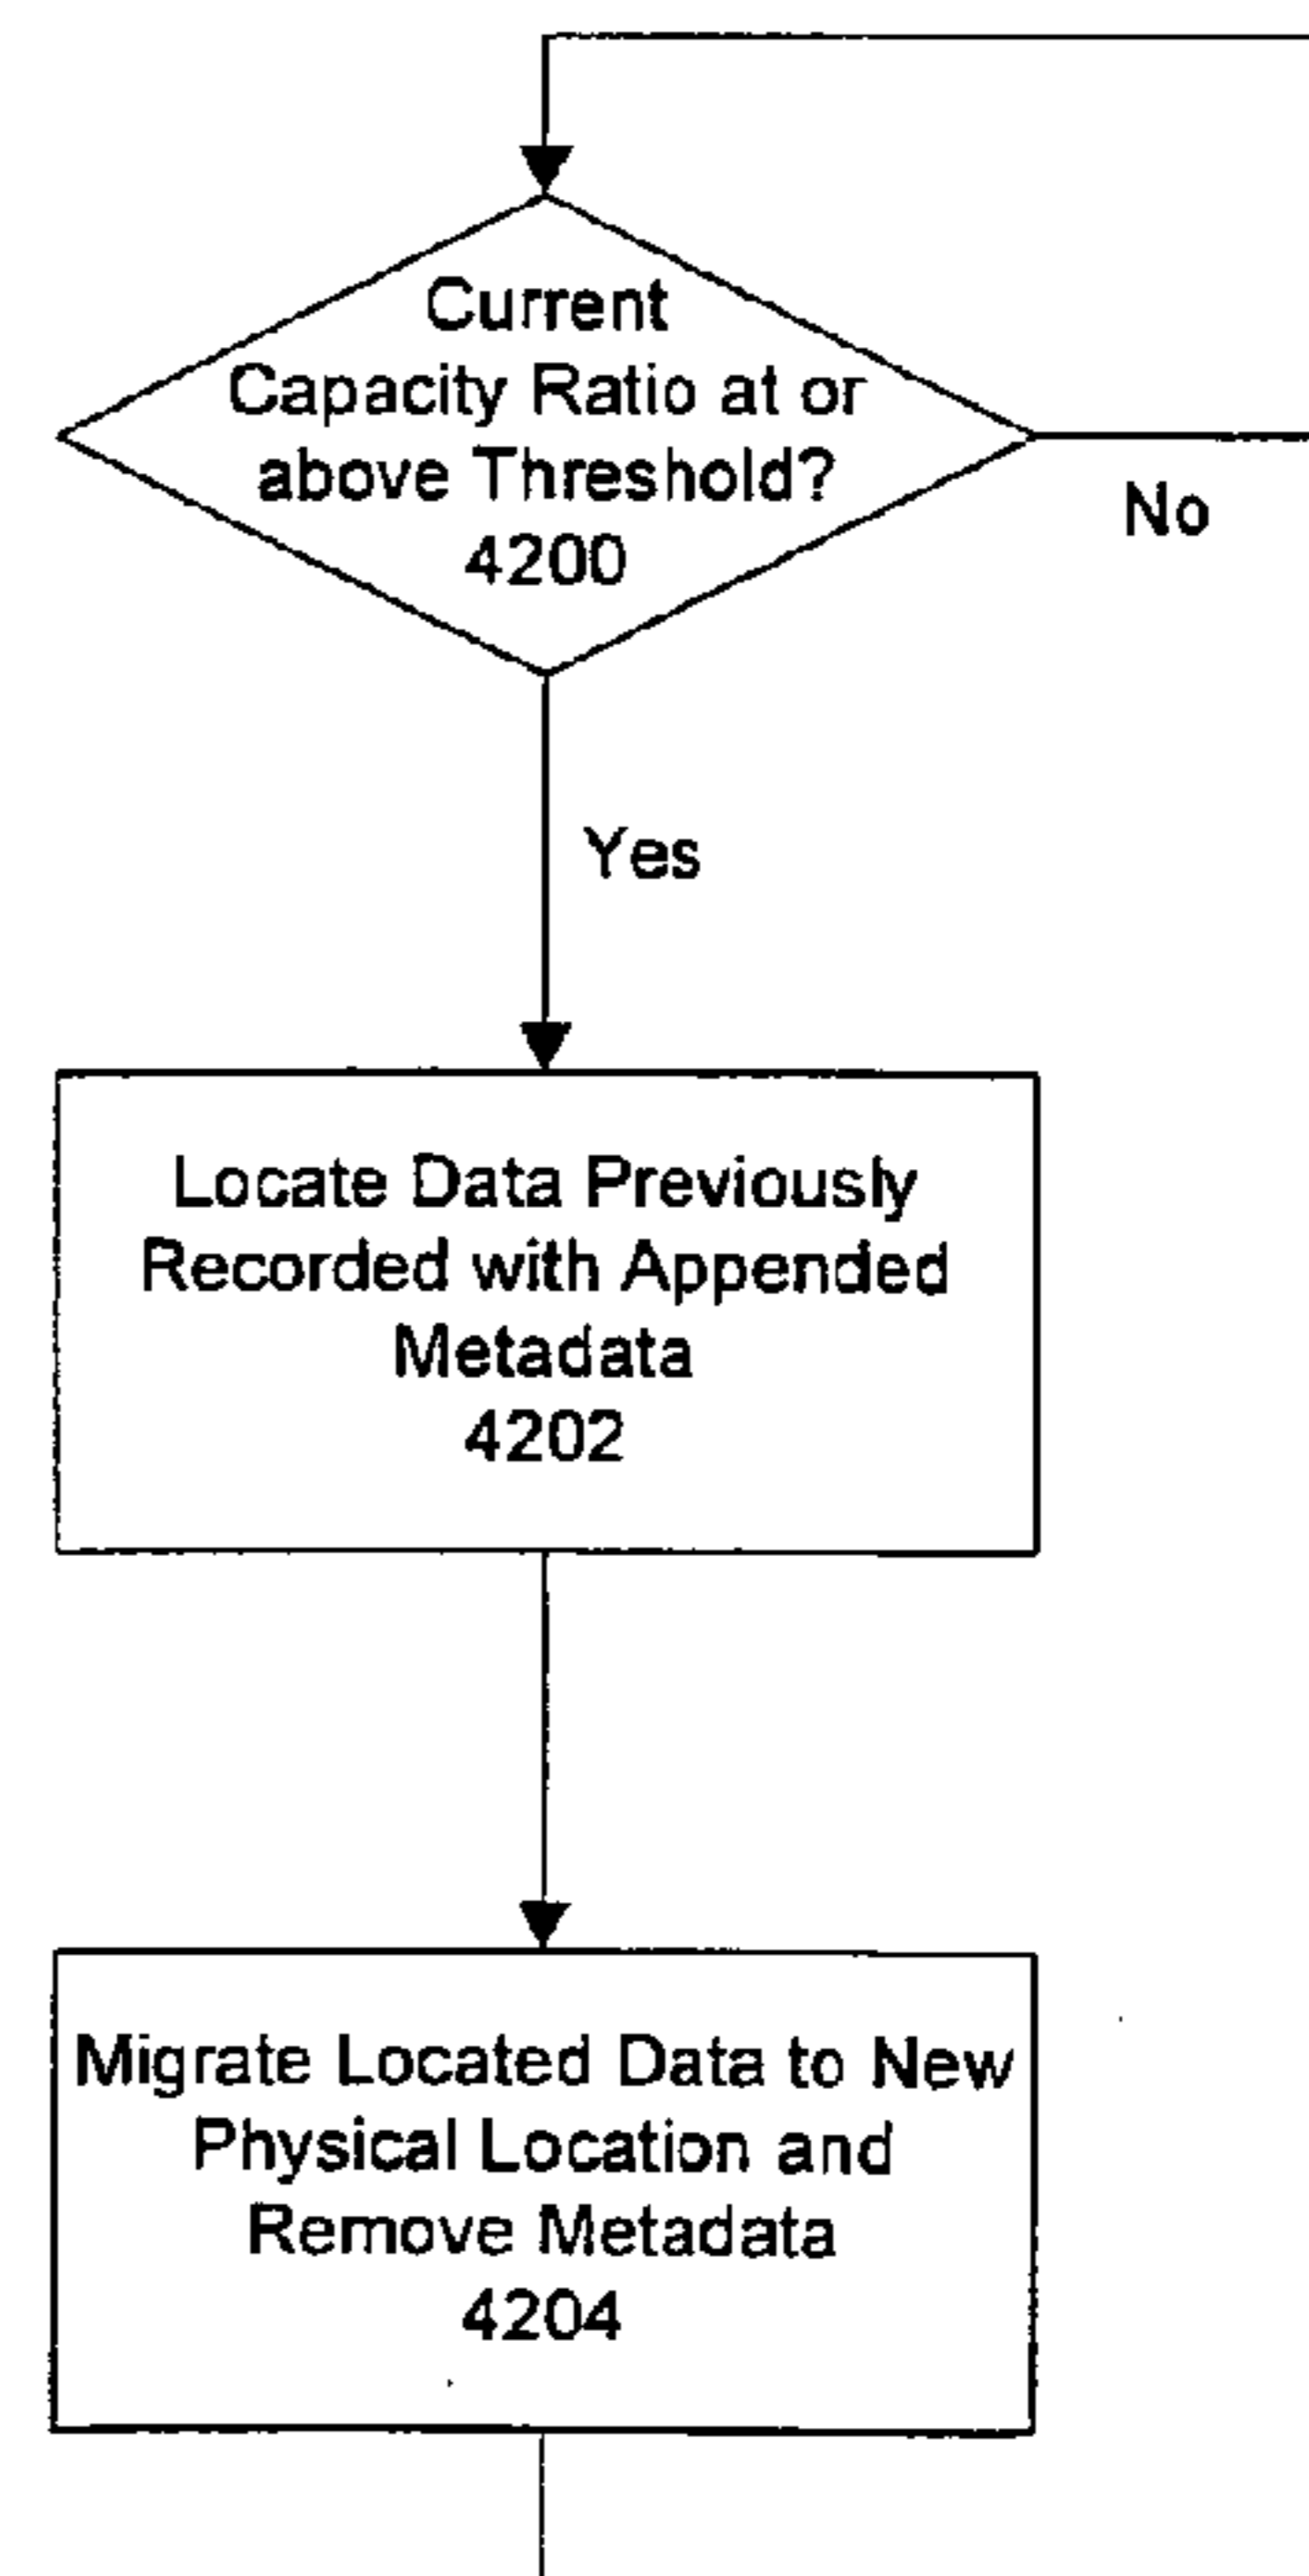 Current
Capacity Ratio at or
above Threshold?
4200
No
Yes
Locate Data Previously
Recorded with Appended
Metadata
4202
Migrate Located Data to New
Physical Location and
Remove Metadata
4204